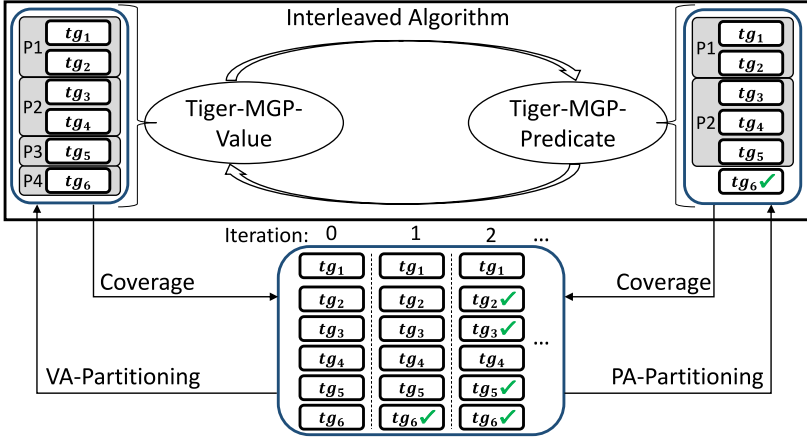 Interleaved Algorithm
P1
tg1
tg2
P2
tg3
tg4
P3
tg5
P4
tg6
Tiger-MGP-
Value
Tiger-MGP-
Predicate
P1
tg1
tg2
P2
tg3
tg4
tg5
tg6 ✓
Iteration: 0 1 2 ...
tg1 tg1 tg1
tg2 tg2 tg2 ✓
tg3 tg3 tg3 ✓
...
tg4 tg4 tg4
tg5 tg5 tg5 ✓
tg6 tg6 ✓ tg6 ✓
Coverage
Coverage
VA-Partitioning
PA-Partitioning